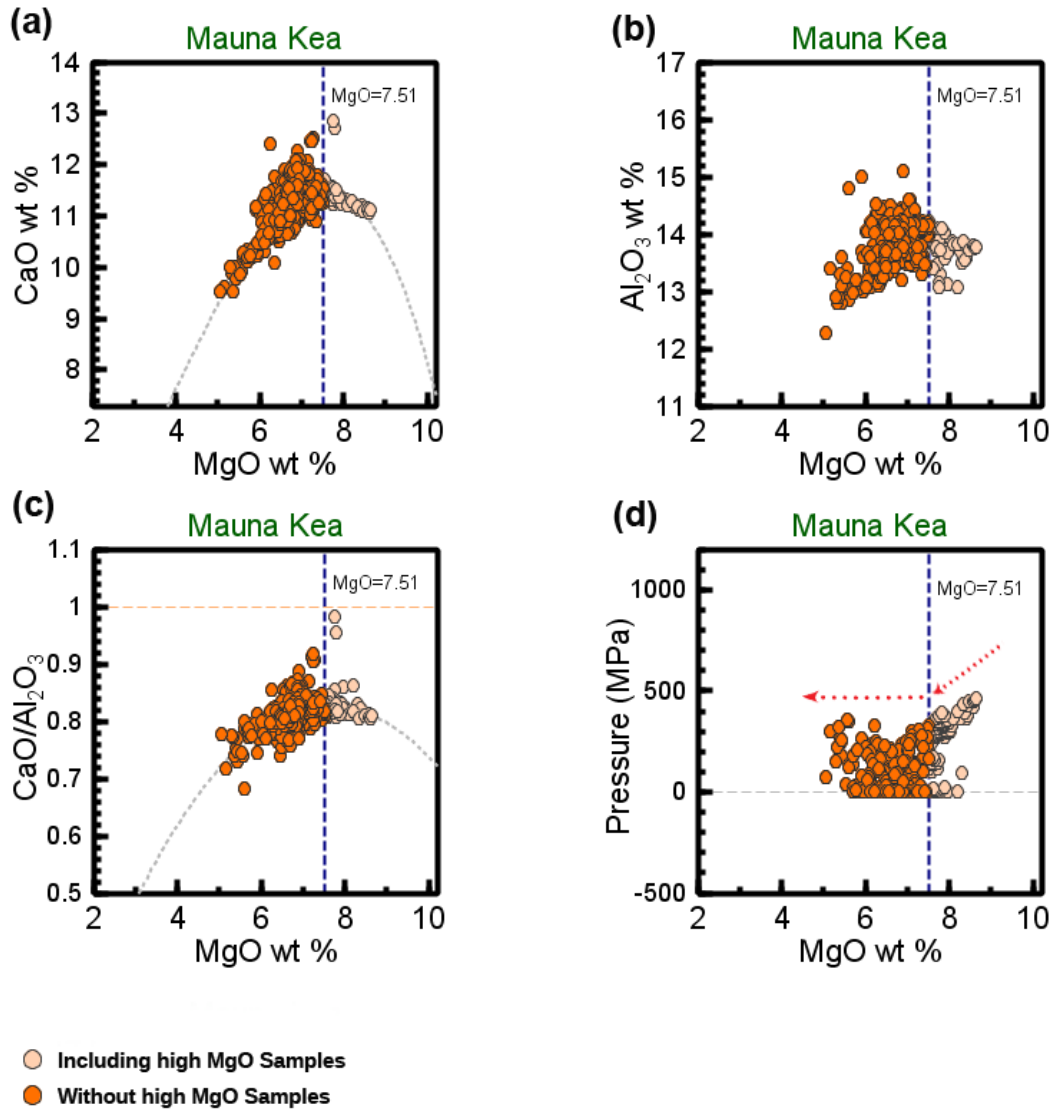 (a)
Mauna Kea
14
13
12
11
10
9
8
CaO wt %
MgO=7.51
2 4 6 8 10
MgO wt %
(b)
Mauna Kea
17
16
15
14
13
12
11
Al₂O₃ wt %
MgO=7.51
2 4 6 8 10
MgO wt %
(c)
Mauna Kea
1.1
1
0.9
0.8
0.7
0.6
0.5
CaO/Al₂O₃
MgO=7.51
2 4 6 8 10
MgO wt %
(d)
Mauna Kea
1000
500
0
-500
Pressure (MPa)
MgO=7.51
2 4 6 8 10
MgO wt %
Including high MgO Samples
Without high MgO Samples